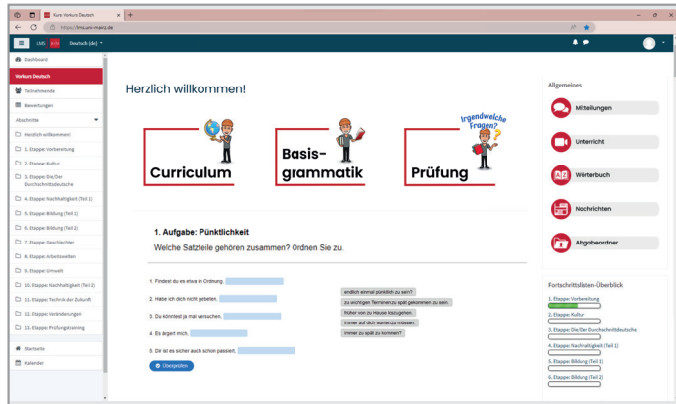 Kurs: Vorkurs Deutsch
https://lms.uni-mainz.de
LMS
Deutsch (de)
Dashboard
Vorkurs Deutsch
Teilnehmende
Bewertungen
Abschnitte
Herzlich willkommen!
1. Etappe: Vorbereitung
2. Etappe: Kultur
3. Etappe: Die/Der
Durchschnittsdeutsche
4. Etappe: Nachhaltigkeit (Teil 1)
5. Etappe: Bildung (Teil 1)
6. Etappe: Bildung (Teil 2)
7. Etappe: Geschlechter
8. Etappe: Arbeitswelten
9. Etappe: Umwelt
10. Etappe: Nachhaltigkeit (Teil 2)
11. Etappe: Technik der Zukunft
12. Etappe: Veränderungen
13. Etappe: Prüfungstraining
Startseite
Kalender
Herzlich willkommen!
Curriculum
Basis-
grammatik
Irgendwelche
Fragen?
Prüfung
1. Aufgabe: Pünktlichkeit
Welche Satzteile gehören zusammen? Ordnen Sie zu.
1. Findest du es etwa in Ordnung,
2. Habe ich dich nicht gebeten,
3. Du könntest ja mal versuchen,
4. Es ärgert mich,
5. Dir ist es sicher auch schon passiert,
endlich einmal pünktlich zu sein?
zu wichtigen Terminen zu spät gekommen zu sein.
früher von zu Hause loszugehen.
immer auf dich warten zu müssen.
immer zu spät zu kommen?
Überprüfen
Allgemeines
Mitteilungen
Unterricht
Wörterbuch
Nachrichten
Abgabeordner
Fortschrittslisten-Überblick
1. Etappe: Vorbereitung
2. Etappe: Kultur
3. Etappe: Die/Der Durchschnittsdeutsche
4. Etappe: Nachhaltigkeit (Teil 1)
5. Etappe: Bildung (Teil 1)
6. Etappe: Bildung (Teil 2)